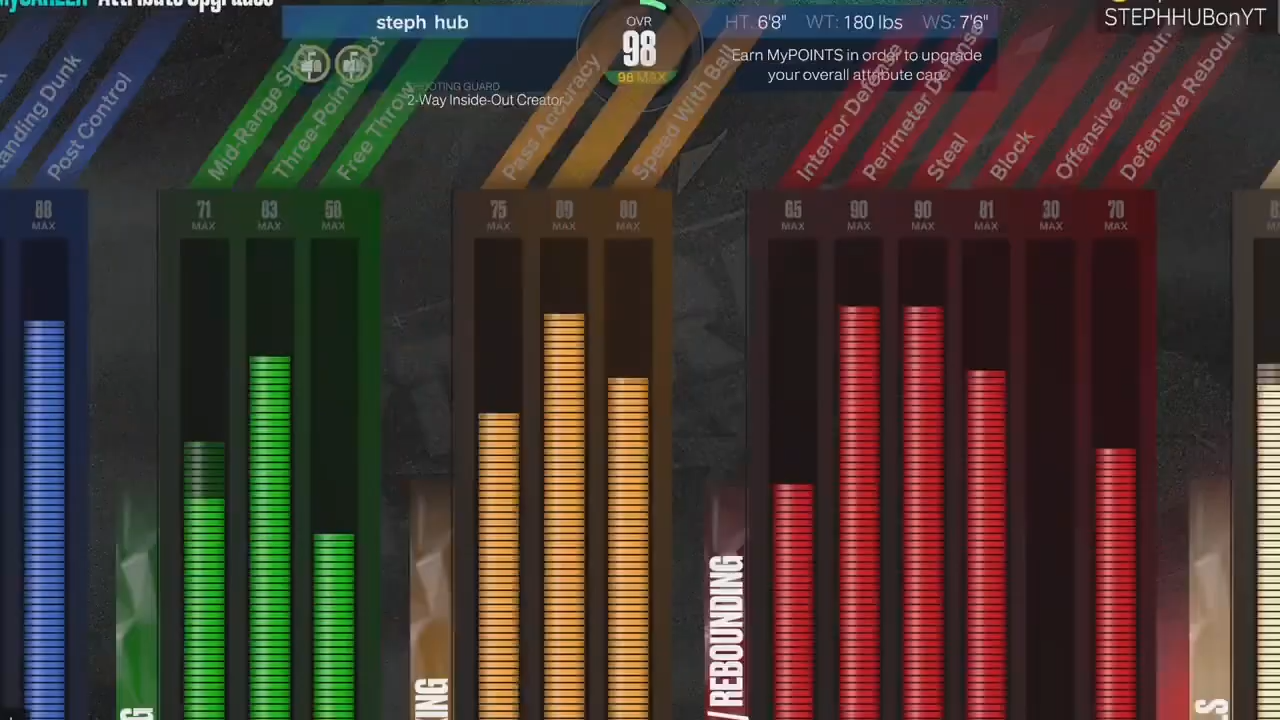 MyCAREER Attribute Upgrades
steph hub
OVR
98
98 MAX
HT: 6'8" WT: 180 lbs WS: 7'6"
STEPHHUBonYT
Earn MyPOINTS in order to upgrade
your overall attribute cap.
SHOOTING GUARD
2-Way Inside-Out Creator
Standing Dunk
Post Control
Mid-Range Shot
Three-Point Shot
Free Throw
Pass Accuracy
Speed With Ball
Interior Defense
Perimeter Defense
Steal
Block
Offensive Rebound
Defensive Rebound
88 MAX
71 MAX
83 MAX
58 MAX
75 MAX
89 MAX
80 MAX
65 MAX
90 MAX
90 MAX
81 MAX
30 MAX
70 MAX
/ REBOUNDING